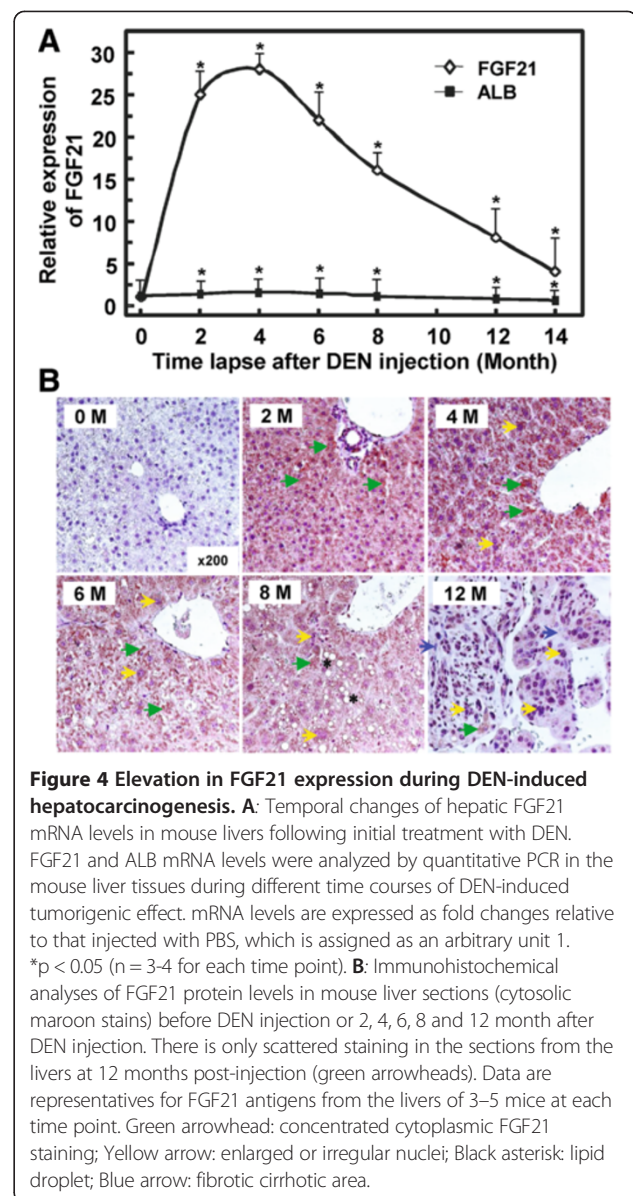 A
Relative expression
of FGF21
30
25
20
15
10
5
0
* * * * * *
FGF21
ALB
* * * * * *
0 2 4 6 8 10 12 14
Time lapse after DEN injection (Month)
B
0 M
x200
2 M
4 M
6 M
8 M
* *
12 M
Figure 4 Elevation in FGF21 expression during DEN-induced
hepatocarcinogenesis. A: Temporal changes of hepatic FGF21
mRNA levels in mouse livers following initial treatment with DEN.
FGF21 and ALB mRNA levels were analyzed by quantitative PCR in the
mouse liver tissues during different time courses of DEN-induced
tumorigenic effect. mRNA levels are expressed as fold changes relative
to that injected with PBS, which is assigned as an arbitrary unit 1.
*p < 0.05 (n = 3-4 for each time point). B: Immunohistochemical
analyses of FGF21 protein levels in mouse liver sections (cytosolic
maroon stains) before DEN injection or 2, 4, 6, 8 and 12 month after
DEN injection. There is only scattered staining in the sections from the
livers at 12 months post-injection (green arrowheads). Data are
representatives for FGF21 antigens from the livers of 3–5 mice at each
time point. Green arrowhead: concentrated cytoplasmic FGF21
staining; Yellow arrow: enlarged or irregular nuclei; Black asterisk: lipid
droplet; Blue arrow: fibrotic cirrhotic area.